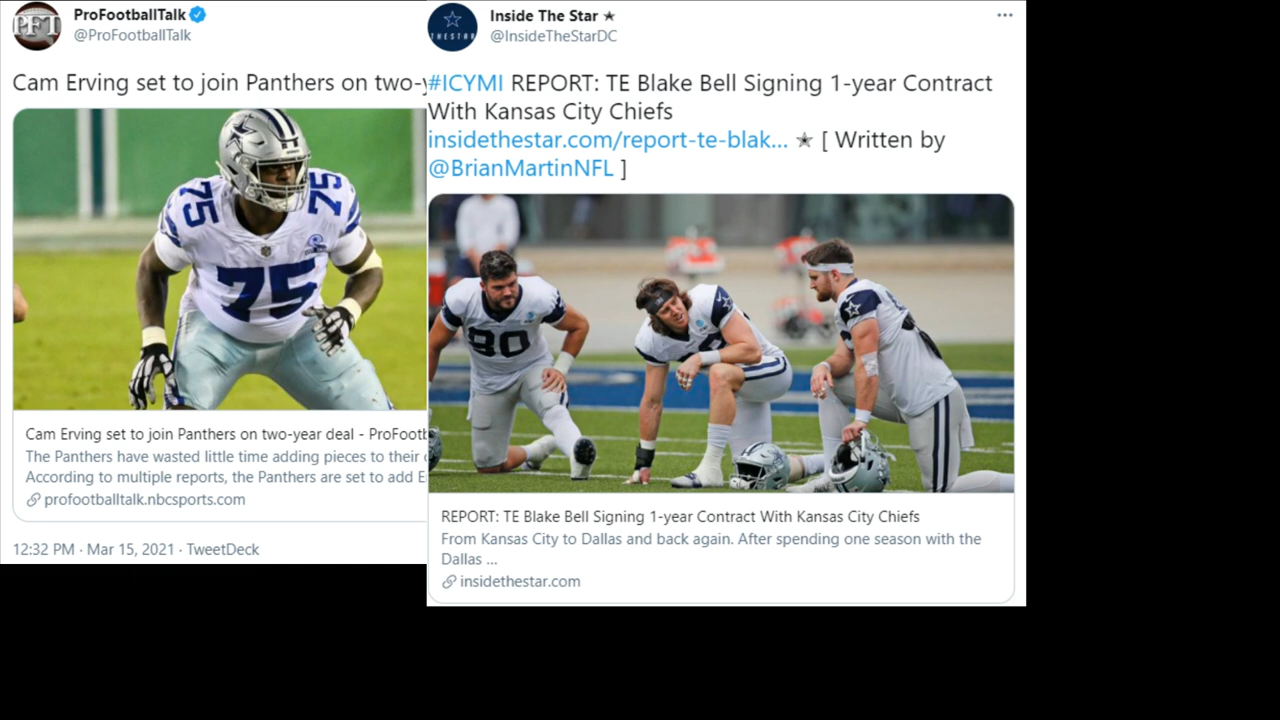 PFT
ProFootballTalk
@ProFootballTalk
Cam Erving set to join Panthers on two-y
75
75
75
Cam Erving set to join Panthers on two-year deal - ProFootb
The Panthers have wasted little time adding pieces to their
According to multiple reports, the Panthers are set to add E
profootballtalk.nbcsports.com
12:32 PM · Mar 15, 2021 · TweetDeck
THESTAR
Inside The Star ★
@InsideTheStarDC
#ICYMI REPORT: TE Blake Bell Signing 1-year Contract
With Kansas City Chiefs
insidethestar.com/report-te-blak... ★ [ Written by
@BrianMartinNFL ]
80
REPORT: TE Blake Bell Signing 1-year Contract With Kansas City Chiefs
From Kansas City to Dallas and back again. After spending one season with the
Dallas ...
insidethestar.com